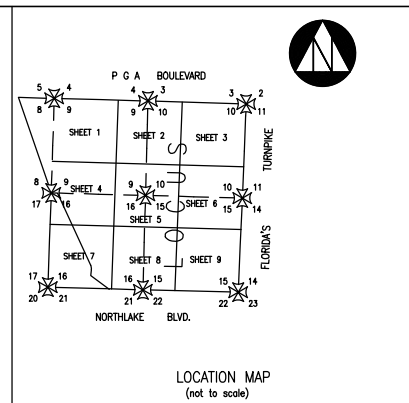 P G A BOULEVARD
5 4 4 3 3 2
8 9 9 10 10 11
SHEET 1 SHEET 2 SHEET 3
8 9 9 10 10 11
SHEET 4 SHEET 6
17 16 16 15 15 14
SHEET 5
SHEET 7 SHEET 8 SHEET 9
17 16 16 15 15 14
20 21 21 22 22 23
LOCUS
FLORIDA'S TURNPIKE
NORTHLAKE BLVD.
N
LOCATION MAP
(not to scale)